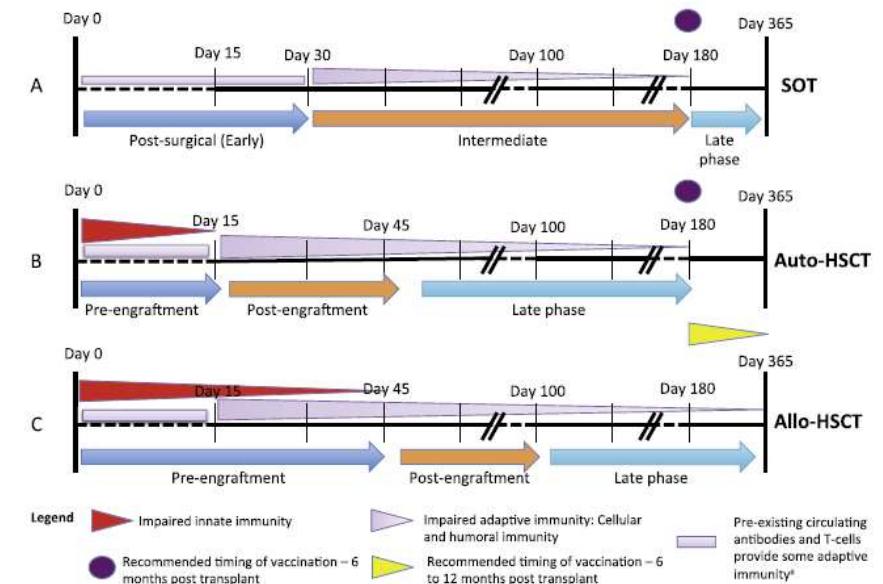 Day 0
Day 365
Day 15
Day 30
Day 100
Day 180
A
SOT
Post-surgical (Early)
Intermediate
Late
phase
Day 0
Day 365
Day 15
Day 45
Day 100
Day 180
B
Auto-HSCT
Pre-engraftment
Post-engraftment
Late phase
Day 0
Day 365
Day 15
Day 45
Day 100
Day 180
C
Allo-HSCT
Pre-engraftment
Post-engraftment
Late phase
Legend
Impaired innate immunity
Impaired adaptive immunity: Cellular
and humoral immunity
Pre-existing circulating
antibodies and T-cells
provide some adaptive
immunity*
Recommended timing of vaccination – 6
months post transplant
Recommended timing of vaccination – 6
to 12 months post transplant